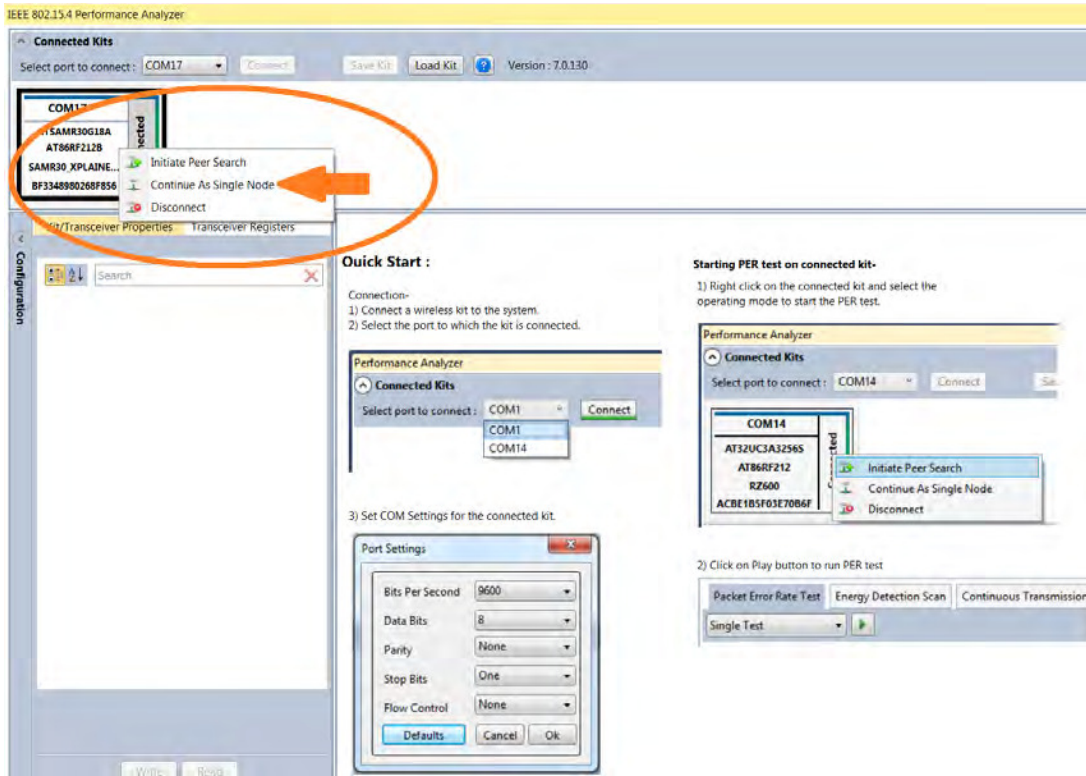 IEEE 802.15.4 Performance Analyzer
Connected Kits
Select port to connect : COM17 Connect Save Kit Load Kit ? Version : 7.0.130
COM17
ATSAMR30G18A
AT86RF212B
SAMR30_XPLAINE...
BF3348980268F856
Initiate Peer Search
Continue As Single Node
Disconnect
Kit/Transceiver Properties Transceiver Registers
Configuration
Search
Quick Start :
Connection-
1) Connect a wireless kit to the system.
2) Select the port to which the kit is connected.
Performance Analyzer
Connected Kits
Select port to connect : COM1 Connect
COM1
COM14
3) Set COM Settings for the connected kit.
Port Settings
Bits Per Second 9600
Data Bits 8
Parity None
Stop Bits One
Flow Control None
Defaults Cancel Ok
Starting PER test on connected kit-
1) Right click on the connected kit and select the
operating mode to start the PER test.
Performance Analyzer
Connected Kits
Select port to connect : COM14 Connect Sa
COM14
AT32UC3A3256S
AT86RF212
RZ600
ACBE1B5F03E70B6F
Connected
Initiate Peer Search
Continue As Single Node
Disconnect
2) Click on Play button to run PER test
Packet Error Rate Test Energy Detection Scan Continuous Transmission
Single Test
Write Read